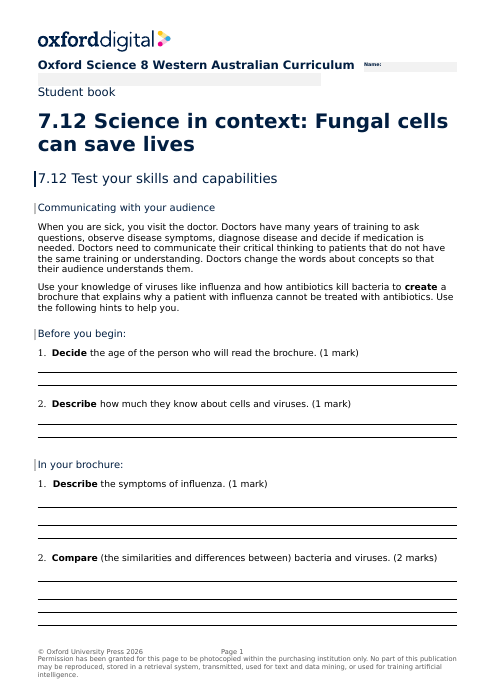 oxforddigital
Oxford Science 8 Western Australian Curriculum Name:
Student book
7.12 Science in context: Fungal cells
can save lives
7.12 Test your skills and capabilities
Communicating with your audience
When you are sick, you visit the doctor. Doctors have many years of training to ask
questions, observe disease symptoms, diagnose disease and decide if medication is
needed. Doctors need to communicate their critical thinking to patients that do not have
the same training or understanding. Doctors change the words about concepts so that
their audience understands them.
Use your knowledge of viruses like influenza and how antibiotics kill bacteria to create a
brochure that explains why a patient with influenza cannot be treated with antibiotics. Use
the following hints to help you.
Before you begin:
1. Decide the age of the person who will read the brochure. (1 mark)
2. Describe how much they know about cells and viruses. (1 mark)
In your brochure:
1. Describe the symptoms of influenza. (1 mark)
2. Compare (the similarities and differences between) bacteria and viruses. (2 marks)
© Oxford University Press 2026 Page 1
Permission has been granted for this page to be photocopied within the purchasing institution only. No part of this publication
may be reproduced, stored in a retrieval system, transmitted, used for text and data mining, or used for training artificial
intelligence.